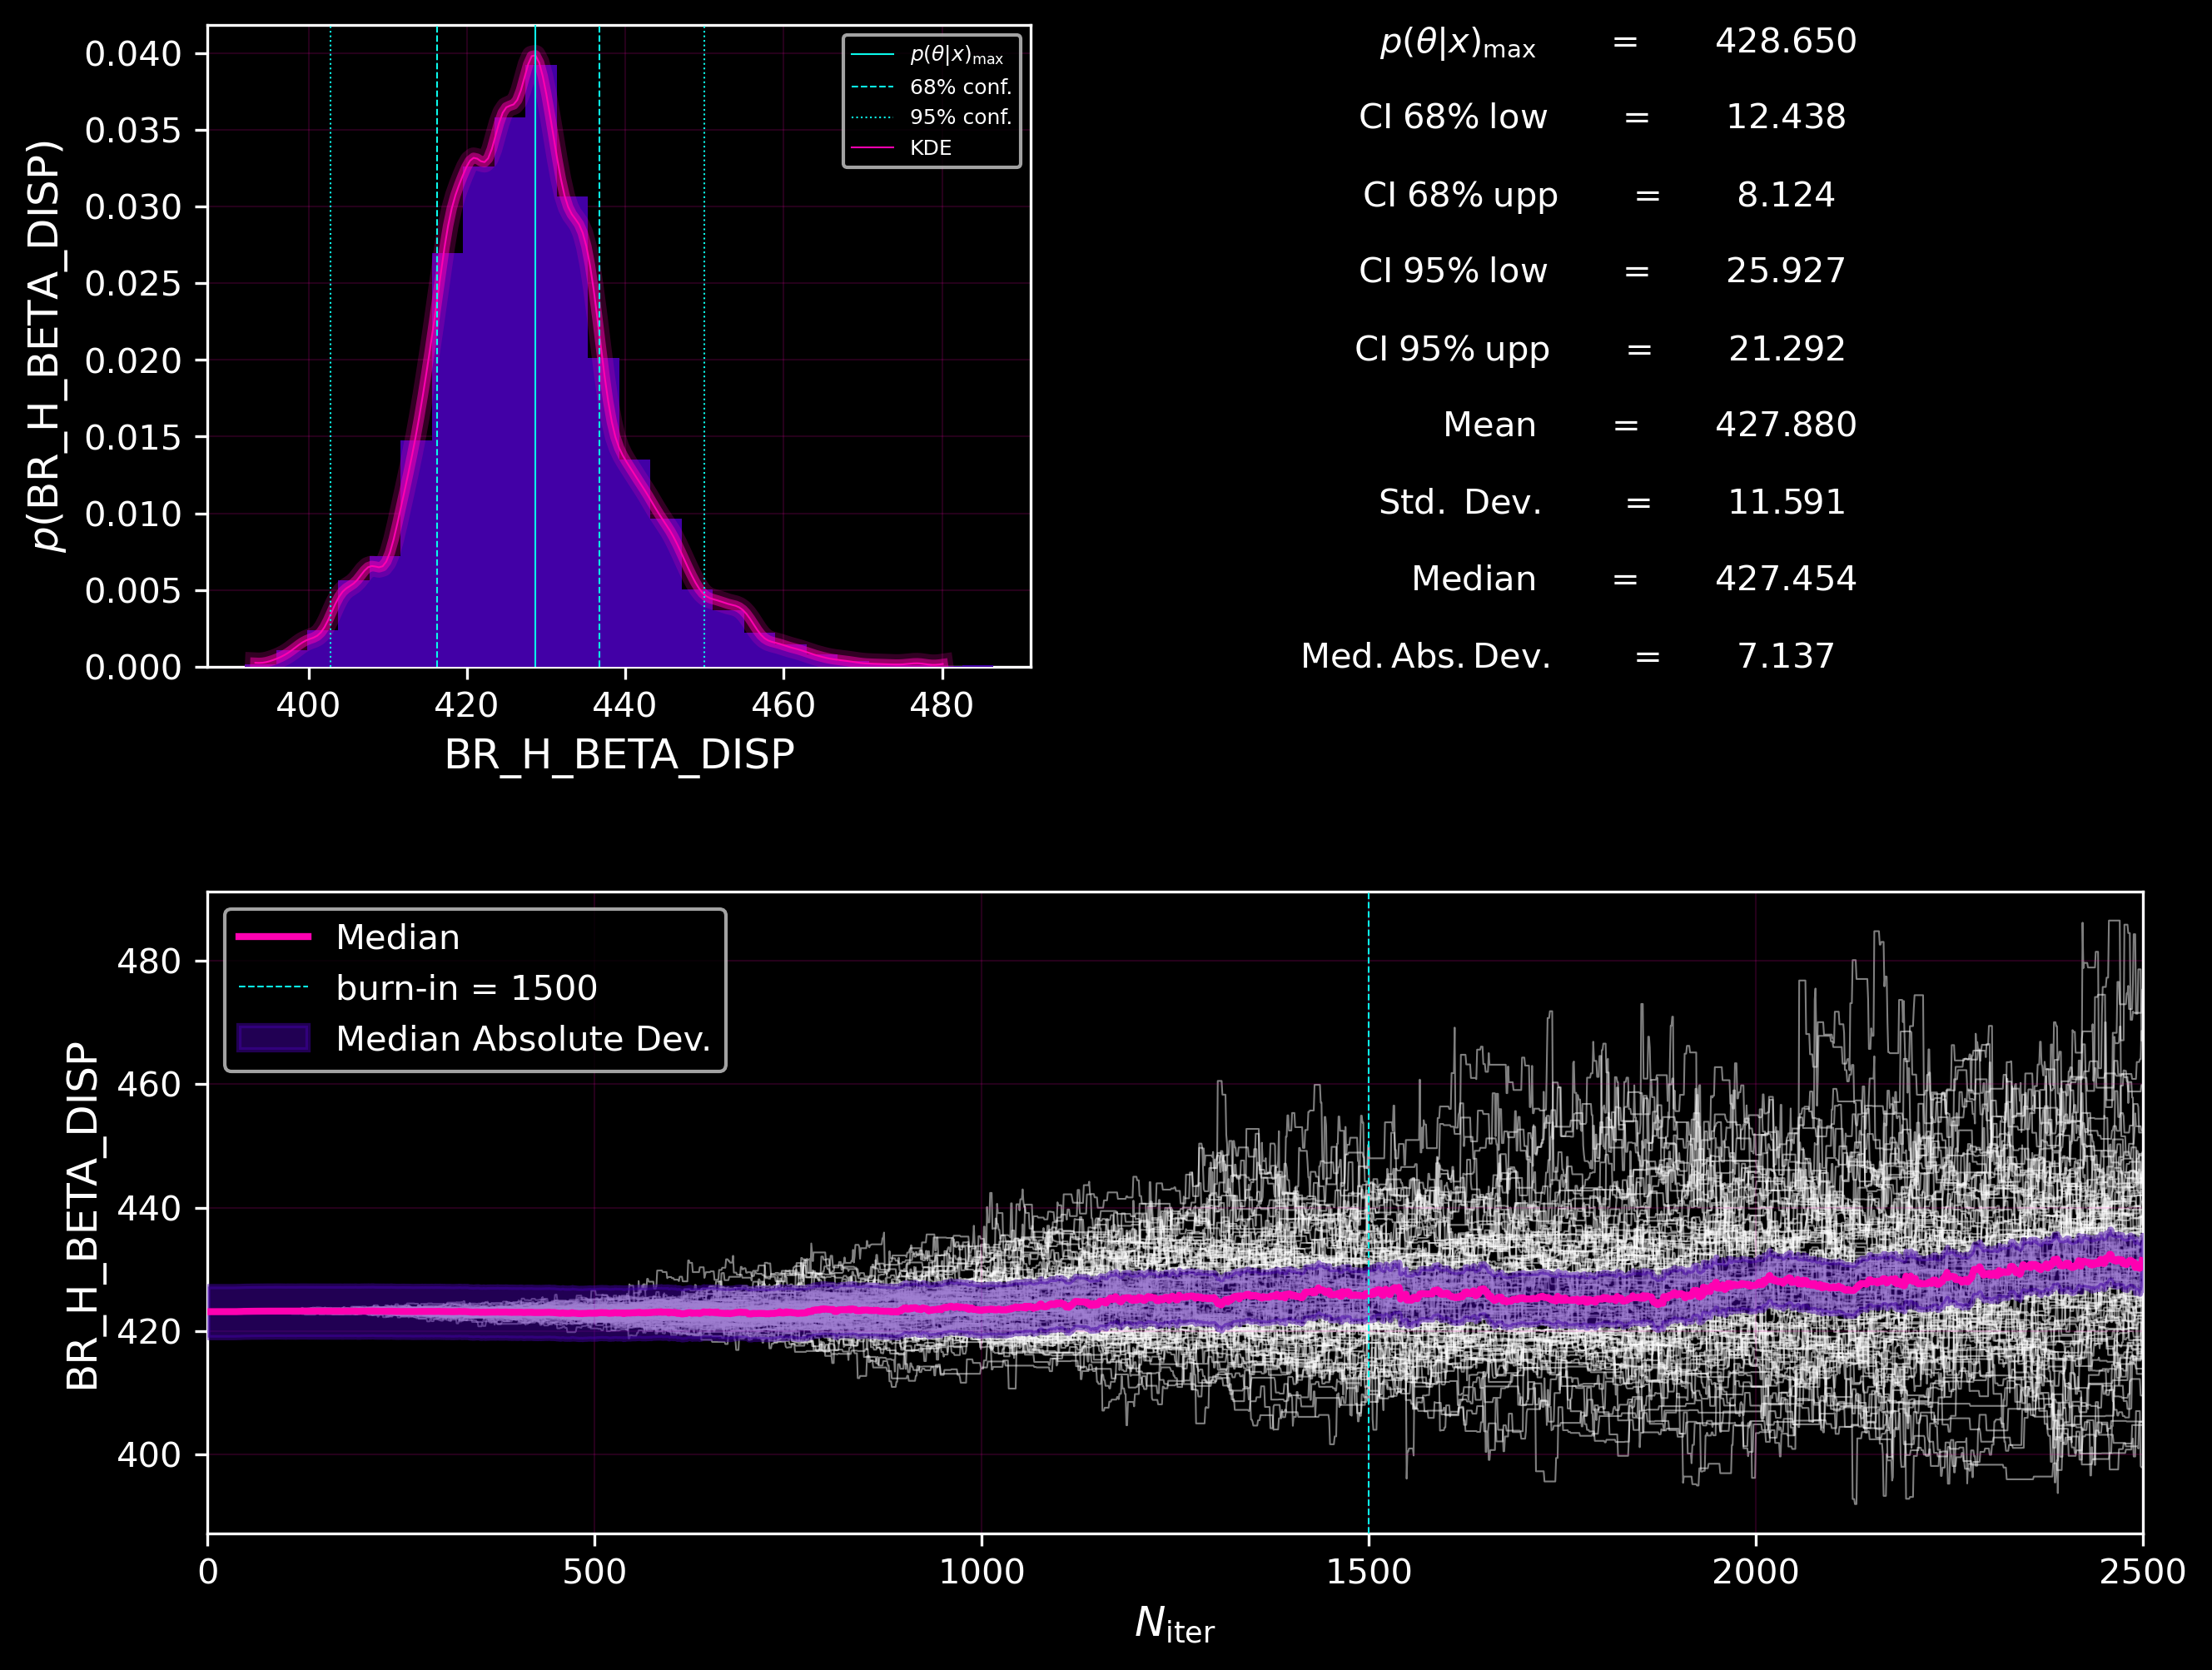 p(BR_H_BETA_DISP)
0.040
0.035
0.030
0.025
0.020
0.015
0.010
0.005
0.000
p(θ|x)max
68% conf.
95% conf.
KDE
400 420 440 460 480
BR_H_BETA_DISP
p(θ|x)max = 428.650
CI 68% low = 12.438
CI 68% upp = 8.124
CI 95% low = 25.927
CI 95% upp = 21.292
Mean = 427.880
Std. Dev. = 11.591
Median = 427.454
Med. Abs. Dev. = 7.137
BR_H_BETA_DISP
480
460
440
420
400
Median
burn-in = 1500
Median Absolute Dev.
0 500 1000 1500 2000 2500
Niter